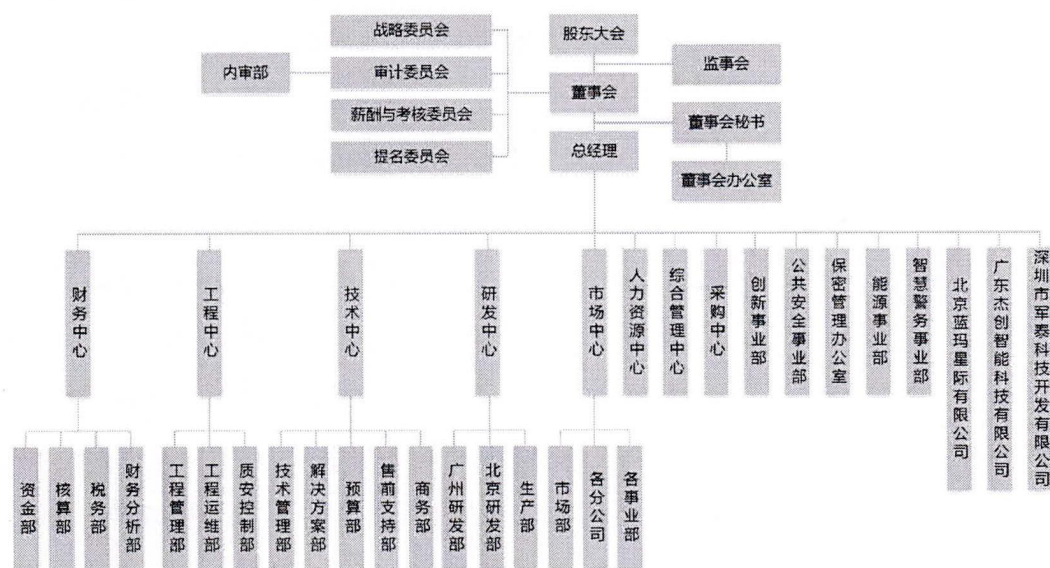 战略委员会
股东大会
内审部
审计委员会
监事会
董事会
薪酬与考核委员会
董事会秘书
提名委员会
总经理
董事会办公室
财务中心
工程中心
技术中心
研发中心
市场中心
人力资源中心
综合管理中心
采购中心
创新事业部
公共安全事业部
保密管理办公室
能源事业部
智慧警务事业部
北京蓝玛星际有限公司
广东杰创智能科技有限公司
深圳市军泰科技开发有限公司
资金部
核算部
税务部
财务分析部
工程管理部
工程运维部
质安控制部
技术管理部
解决方案部
预算部
售前支持部
商务部
广州研发部
北京研发部
生产部
市场部
各分公司
各事业部